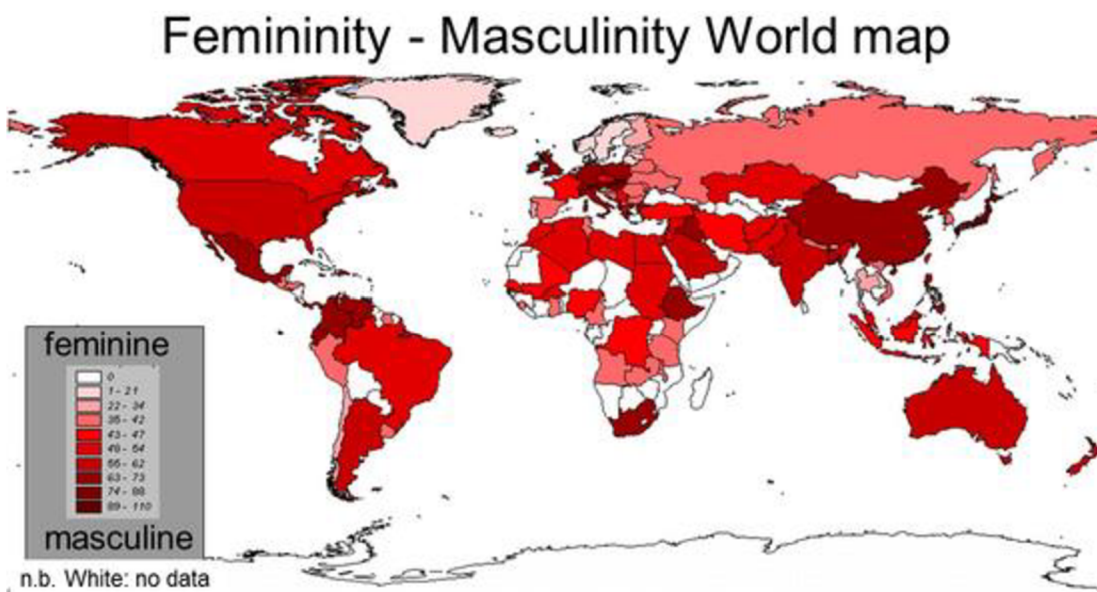 Femininity - Masculinity World map
feminine
0
1 - 21
22 - 34
35 - 42
43 - 47
48 - 54
55 - 62
63 - 73
74 - 88
89 - 110
masculine
n.b. White: no data